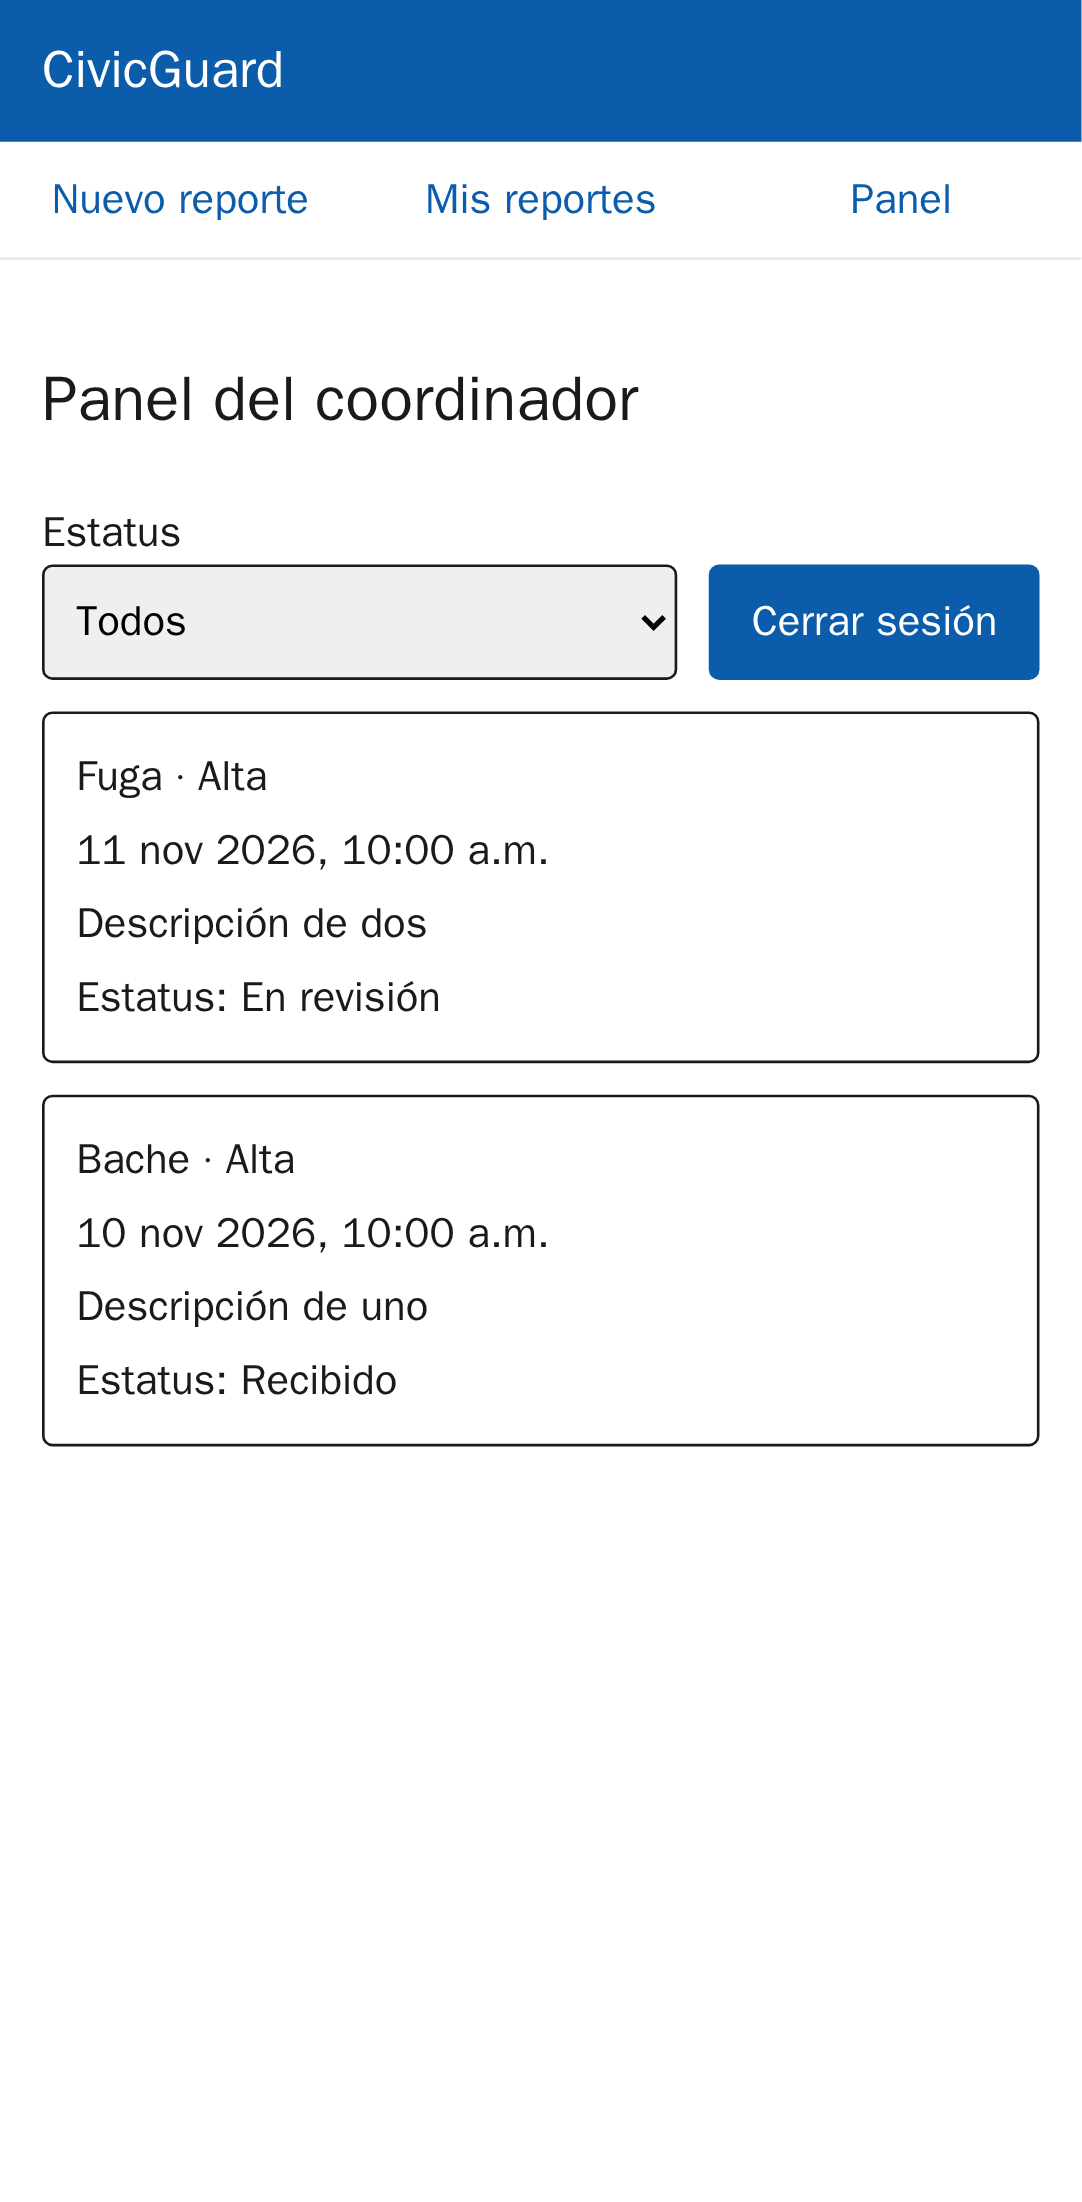 CivicGuard
Nuevo reporte Mis reportes Panel
Panel del coordinador
Estatus
Todos Cerrar sesión
Fuga · Alta
11 nov 2026, 10:00 a.m.
Descripción de dos
Estatus: En revisión
Bache · Alta
10 nov 2026, 10:00 a.m.
Descripción de uno
Estatus: Recibido